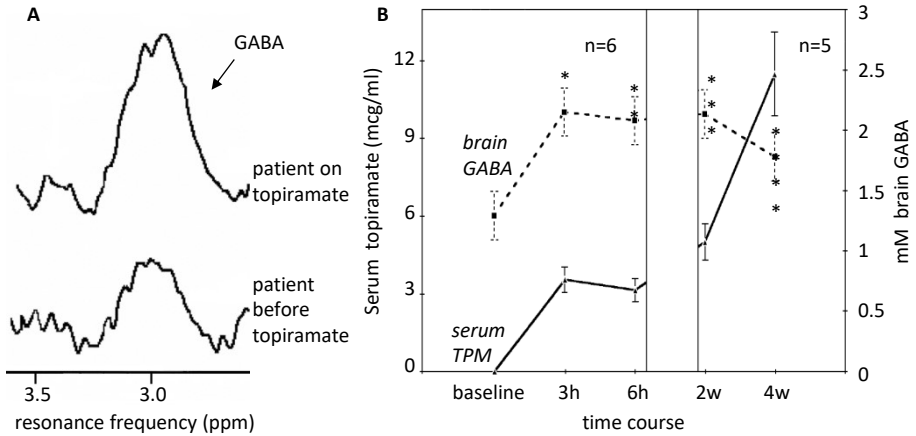 A
GABA
patient on
topiramate
patient
before
topiramate
3.5
3.0
resonance frequency (ppm)
B
Serum topiramate (mcg/ml)
12
9
6
3
0
n=6
n=5
*
*
*
*
*
*
*
*
*
*
brain
GABA
serum
TPM
baseline
3h
6h
2w
4w
time course
3
2.5
2
1.5
1
0.5
0
mM brain GABA